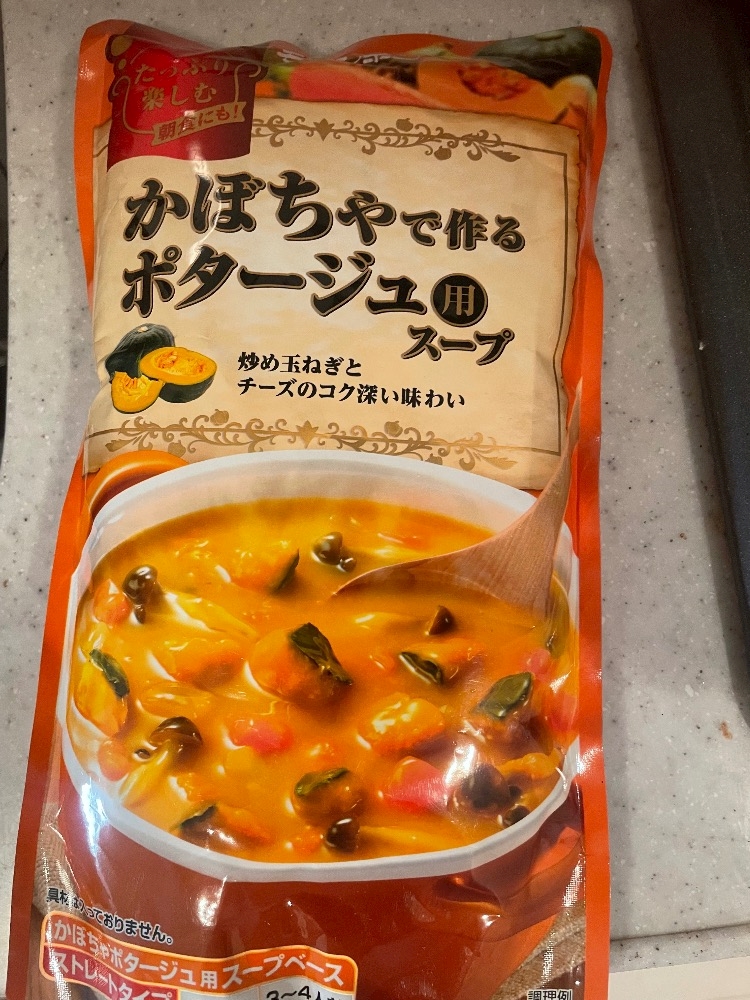 たっぷり
楽しむ
朝食にも!
かぼちゃで作る
ポタージュ用
スープ
炒め玉ねぎと
チーズのコク深い味わい
具材は入っておりません。
かぼちゃポタージュ用スープベース
ストレートタイプ
3~4人
調理例